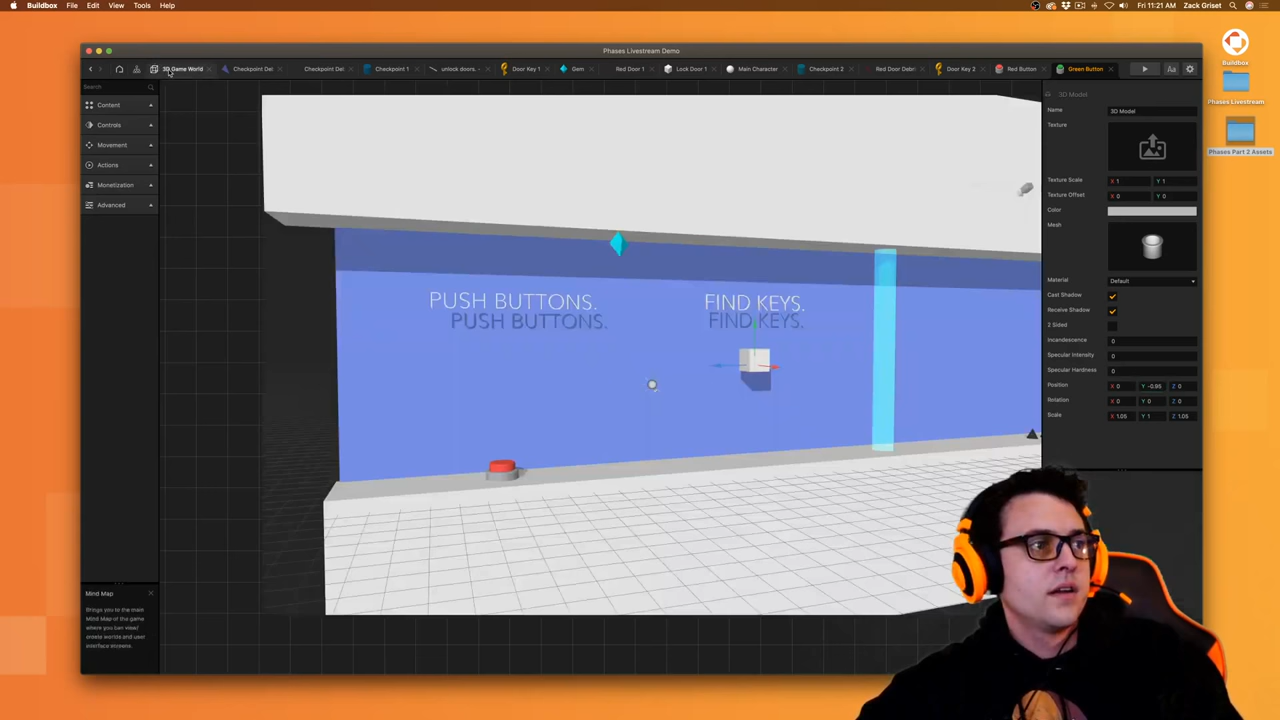 Buildbox File Edit View Tools Help
Fri 11:21 AM Zack Griset
Phases Livestream Demo
3D Game World Checkpoint Det Checkpoint Det Checkpoint 1 unlock doors. - Door Key 1 Gem Red Door 1 Lock Door 1 Main Character Checkpoint 2 Red Door Debri Door Key 2 Red Button Green Button Aa
Search
Content
Controls
Movement
Actions
Monetization
Advanced
Mind Map
Brings you to the main
Mind Map of the game
where you can view/
create worlds and user
interface screens.
PUSH BUTTONS.
PUSH BUTTONS.
FIND KEYS.
FIND KEYS.
3D Model
Name 3D Model
Texture
Texture Scale X 1 Y 1
Texture Offset X 0 Y 0
Color
Mesh
Material Default
Cast Shadow
Receive Shadow
2 Sided
Incandescence 0
Specular Intensity 0
Specular Hardness 0
Position X 0 Y -0.95 Z 0
Rotation X 0 Y 0 Z 0
Scale X 1.05 Y 1 Z 1.05
Buildbox
Phases Livestream
Phases Part 2 Assets